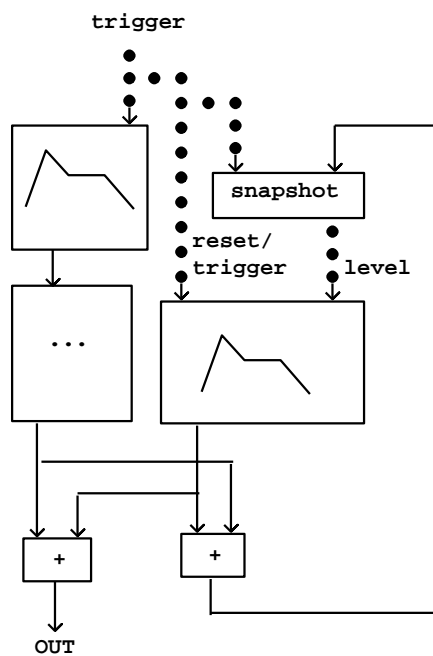 trigger
snapshot
reset/
trigger
level
...
+
+
OUT